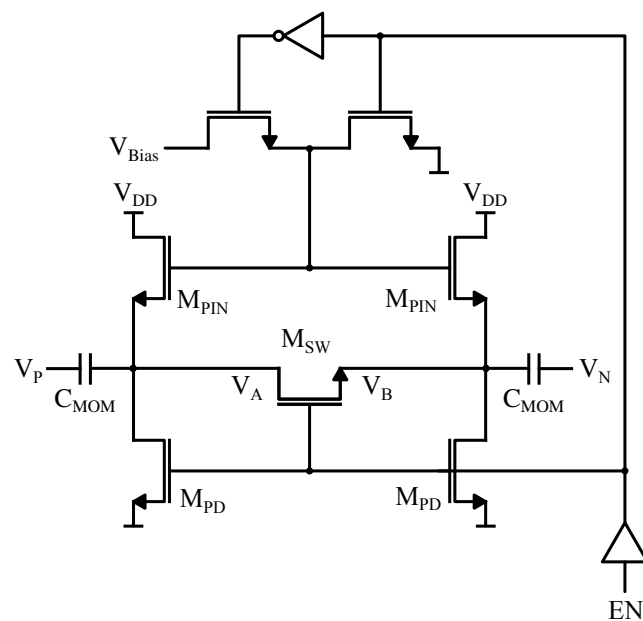 V_Bias
V_DD
V_DD
M_PIN
M_PIN
M_SW
V_P
V_A
V_B
V_N
C_MOM
C_MOM
M_PD
M_PD
EN